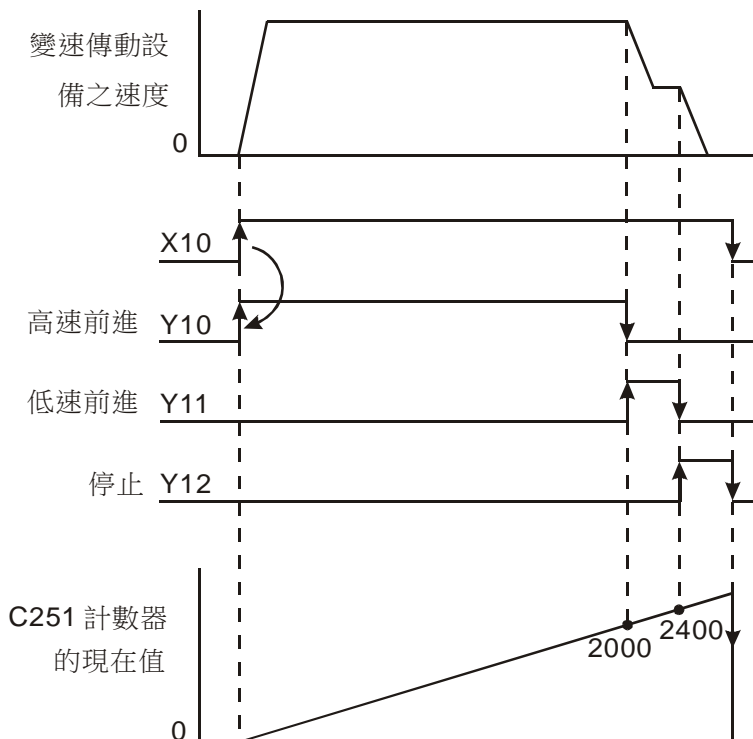 變速傳動設
備之速度
0
X10
高速前進 Y10
低速前進 Y11
停止 Y12
C251 計數器
的現在值
2000
2400
0